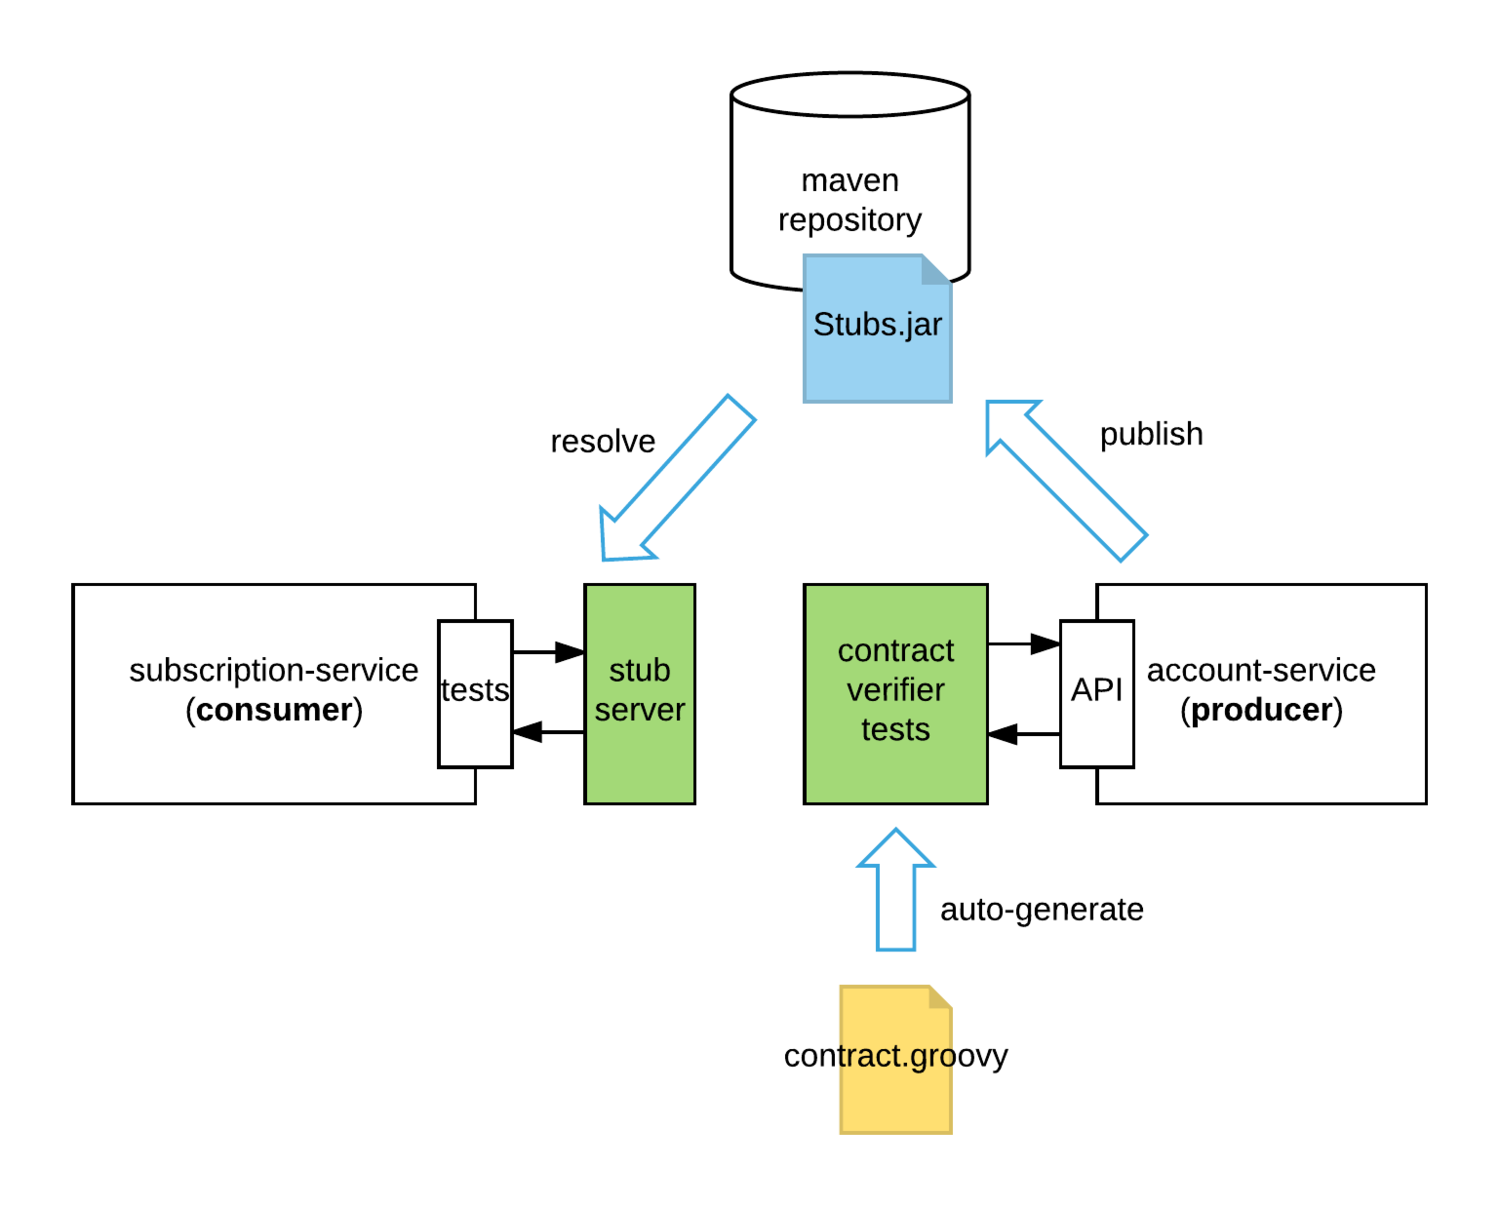 maven
repository
Stubs.jar
resolve
publish
subscription-service
(consumer)
tests
stub
server
contract
verifier
tests
API
account-service
(producer)
auto-generate
contract.groovy